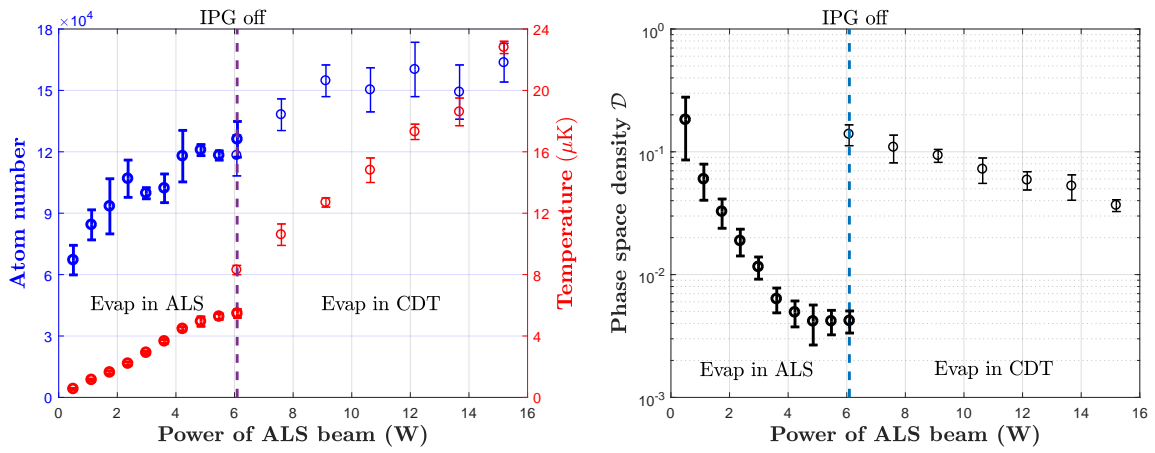 IPG off
×10⁴
18
15
12
9
6
3
0
Atom number
24
20
16
12
8
4
0
Temperature (μK)
Evap in ALS
Evap in CDT
0 2 4 6 8 10 12 14 16
Power of ALS beam (W)
IPG off
10⁰
10⁻¹
10⁻²
10⁻³
Phase space density 𝒟
Evap in ALS
Evap in CDT
0 2 4 6 8 10 12 14 16
Power of ALS beam (W)